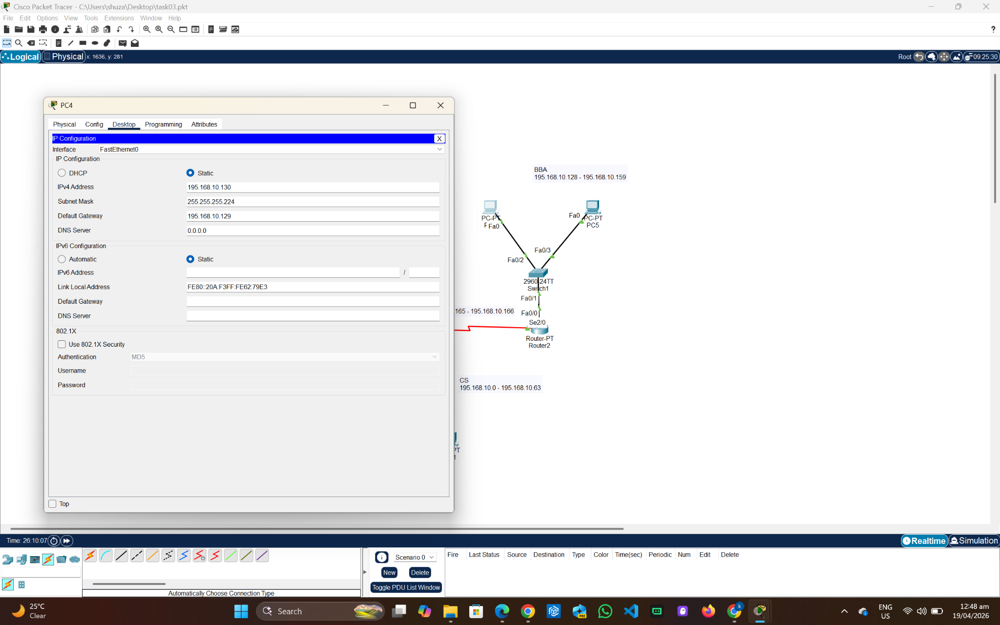 Cisco Packet Tracer - C:\Users\shuza\Desktop\task03.pkt
File Edit Options View Tools Extensions Window Help
?
Logical Physical x: 1636, y: 281 Root 09:25:30
PC4
Physical Config Desktop Programming Attributes
IP Configuration X
Interface FastEthernet0
IP Configuration
DHCP Static
IPv4 Address 195.168.10.130
Subnet Mask 255.255.255.224
Default Gateway 195.168.10.129
DNS Server 0.0.0.0
IPv6 Configuration
Automatic Static
IPv6 Address /
Link Local Address FE80::20A:F3FF:FE62:79E3
Default Gateway
DNS Server
802.1X
Use 802.1X Security
Authentication MD5
Username
Password
Top
BBA
195.168.10.128 - 195.168.10.159
PC-PT
Fa0
Fa0
PC-PT
PC5
Fa0/3
Fa0/2
2960-24TT
Switch1
Fa0/1
.165 - 195.168.10.166
Fa0/0
Se2/0
Router-PT
Router2
CS
195.168.10.0 - 195.168.10.63
PT
1
Time: 26:10:07 Realtime Simulation
Scenario 0
New Delete
Toggle PDU List Window
Fire Last Status Source Destination Type Color Time(sec) Periodic Num Edit Delete
Automatically Choose Connection Type
25°C
Clear
Search
PRE
k
ENG
US
12:48 am
19/04/2026